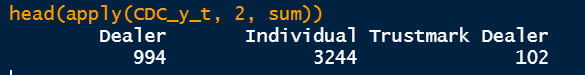 head(apply(CDC_y_t, 2, sum))
Dealer Individual Trustmark Dealer
994 3244 102